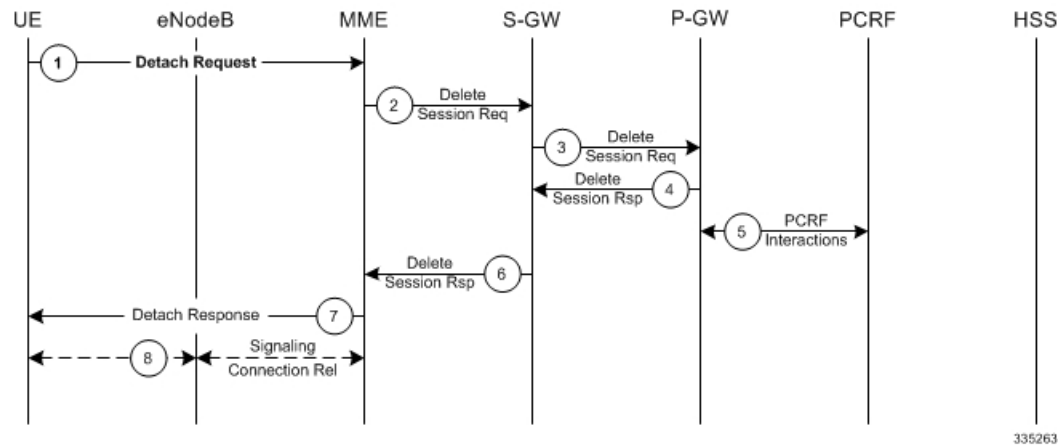 UE eNodeB MME S-GW P-GW PCRF HSS
1 Detach Request
2 Delete
Session Req
3 Delete
Session Req
Delete 4
Session Rsp
5 PCRF
Interactions
Delete 6
Session Rsp
Detach Response 7
8 Signaling
Connection Rel
335263